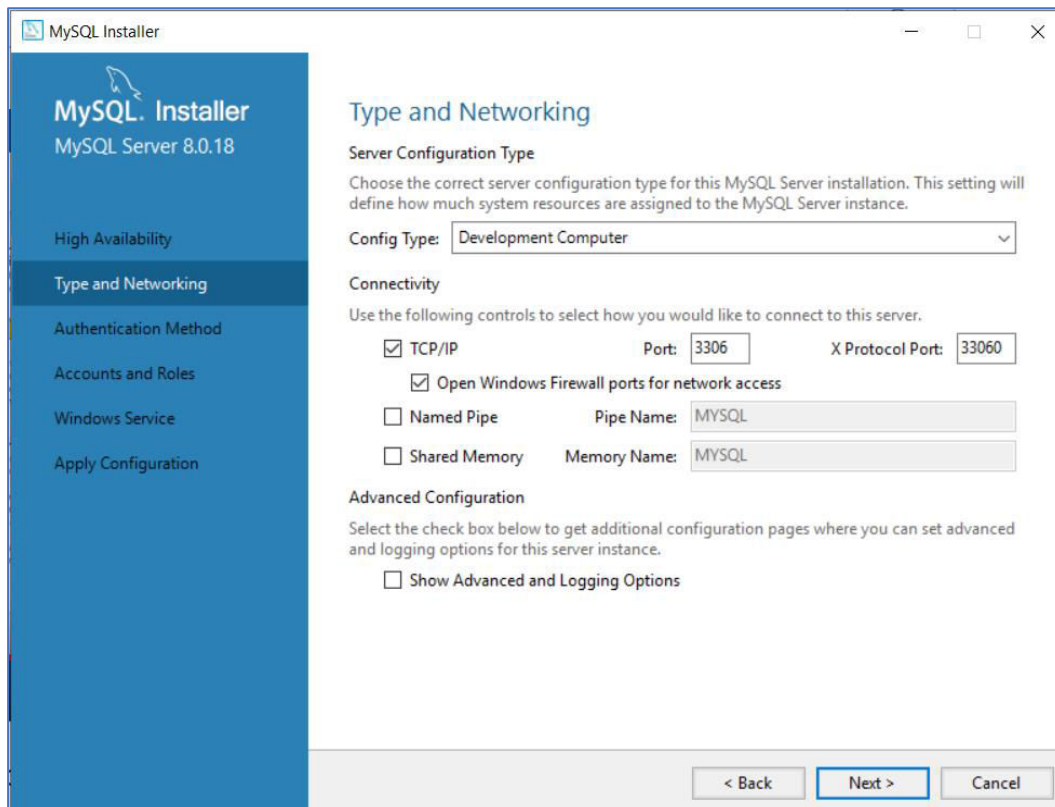 MySQL Installer
MySQL. Installer
MySQL Server 8.0.18
High Availability
Type and Networking
Authentication Method
Accounts and Roles
Windows Service
Apply Configuration
Type and Networking
Server Configuration Type
Choose the correct server configuration type for this MySQL Server installation. This setting will
define how much system resources are assigned to the MySQL Server instance.
Config Type: Development Computer
Connectivity
Use the following controls to select how you would like to connect to this server.
TCP/IP Port: 3306 X Protocol Port: 33060
Open Windows Firewall ports for network access
Named Pipe Pipe Name: MYSQL
Shared Memory Memory Name: MYSQL
Advanced Configuration
Select the check box below to get additional configuration pages where you can set advanced
and logging options for this server instance.
Show Advanced and Logging Options
< Back Next > Cancel